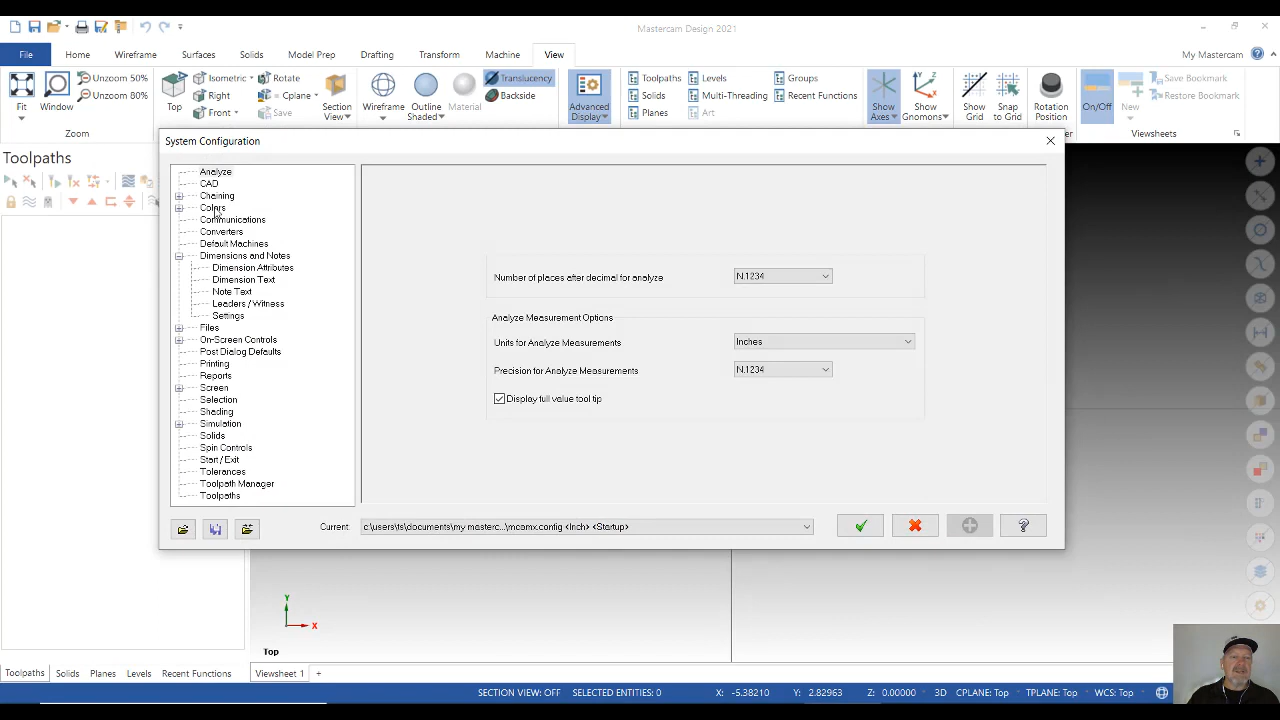 Mastercam Design 2021
File Home Wireframe Surfaces Solids Model Prep Drafting Transform Machine View My Mastercam
Fit Window Unzoom 50% Unzoom 80% Top Isometric Right Front Rotate = Cplane Save Section View Wireframe Outline Shaded Material Translucency Backside Advanced Display Toolpaths Solids Planes Levels Multi-Threading Art Groups Recent Functions Show Axes Show Gnomons Show Grid Snap to Grid Rotation Position On/Off New Save Bookmark Restore Bookmark
Zoom Viewsheets
Toolpaths
System Configuration
Analyze
CAD
Chaining
Colors
Communications
Converters
Default Machines
Dimensions and Notes
Dimension Attributes
Dimension Text
Note Text
Leaders / Witness
Settings
Files
On-Screen Controls
Post Dialog Defaults
Printing
Reports
Screen
Selection
Shading
Simulation
Solids
Spin Controls
Start / Exit
Tolerances
Toolpath Manager
Toolpaths
Number of places after decimal for analyze N.1234
Analyze Measurement Options
Units for Analyze Measurements Inches
Precision for Analyze Measurements N.1234
Display full value tool tip
Current: c:\users\ts\documents\my masterc...\mcamx.config <Inch> <Startup>
Y
X
Top
Toolpaths Solids Planes Levels Recent Functions Viewsheet 1 +
SECTION VIEW: OFF SELECTED ENTITIES: 0 X: -5.38210 Y: 2.82963 Z: 0.00000 3D CPLANE: Top TPLANE: Top WCS: Top